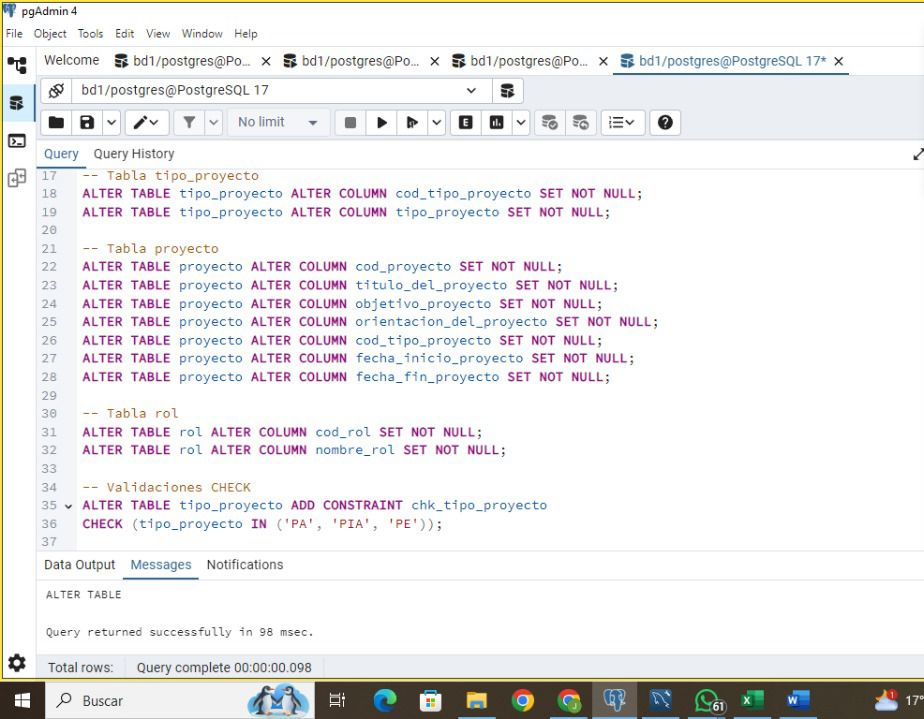 pgAdmin 4
File Object Tools Edit View Window Help
Welcome bd1/postgres@Po... bd1/postgres@Po... bd1/postgres@Po... bd1/postgres@PostgreSQL 17*
bd1/postgres@PostgreSQL 17
No limit
Query Query History
17 -- Tabla tipo_proyecto
18 ALTER TABLE tipo_proyecto ALTER COLUMN cod_tipo_proyecto SET NOT NULL;
19 ALTER TABLE tipo_proyecto ALTER COLUMN tipo_proyecto SET NOT NULL;
20
21 -- Tabla proyecto
22 ALTER TABLE proyecto ALTER COLUMN cod_proyecto SET NOT NULL;
23 ALTER TABLE proyecto ALTER COLUMN titulo_del_proyecto SET NOT NULL;
24 ALTER TABLE proyecto ALTER COLUMN objetivo_proyecto SET NOT NULL;
25 ALTER TABLE proyecto ALTER COLUMN orientacion_del_proyecto SET NOT NULL;
26 ALTER TABLE proyecto ALTER COLUMN cod_tipo_proyecto SET NOT NULL;
27 ALTER TABLE proyecto ALTER COLUMN fecha_inicio_proyecto SET NOT NULL;
28 ALTER TABLE proyecto ALTER COLUMN fecha_fin_proyecto SET NOT NULL;
29
30 -- Tabla rol
31 ALTER TABLE rol ALTER COLUMN cod_rol SET NOT NULL;
32 ALTER TABLE rol ALTER COLUMN nombre_rol SET NOT NULL;
33
34 -- Validaciones CHECK
35 ALTER TABLE tipo_proyecto ADD CONSTRAINT chk_tipo_proyecto
36 CHECK (tipo_proyecto IN ('PA', 'PIA', 'PE'));
37
Data Output Messages Notifications
ALTER TABLE
Query returned successfully in 98 msec.
Total rows: Query complete 00:00:00.098
Buscar 61 1 17°